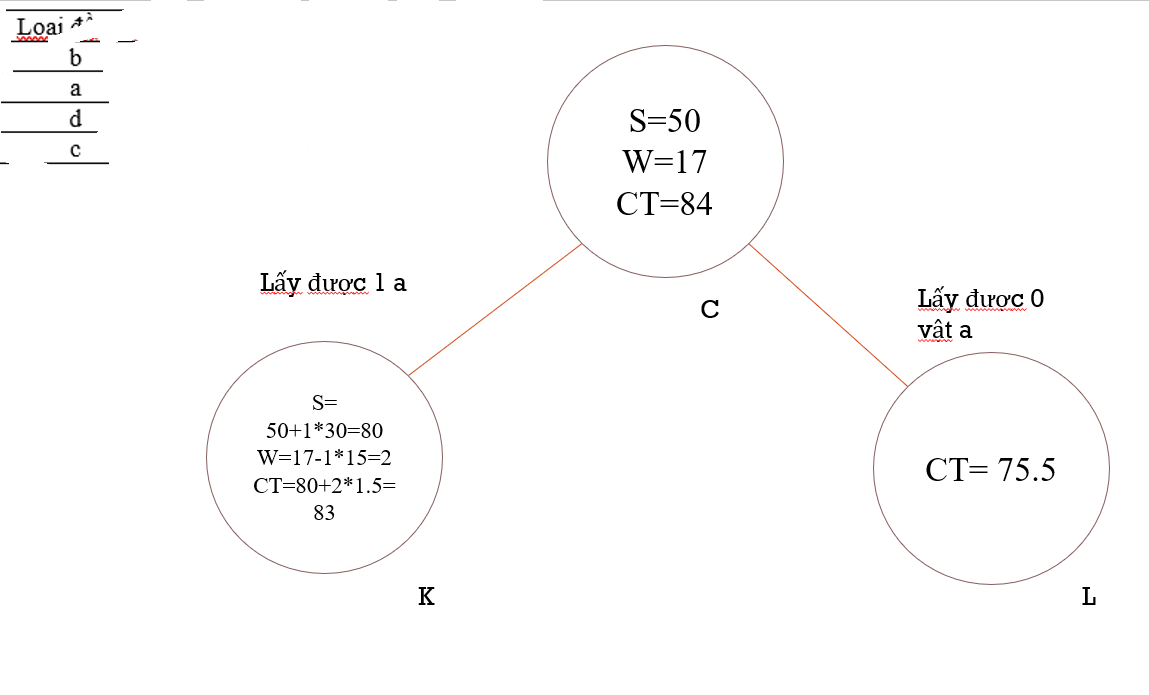 Loại
b
a
d
c
S=50
W=17
CT=84
C
Lấy được 1 a
Lấy được 0
vật a
S=
50+1*30=80
W=17-1*15=2
CT=80+2*1.5=
83
K
CT= 75.5
L